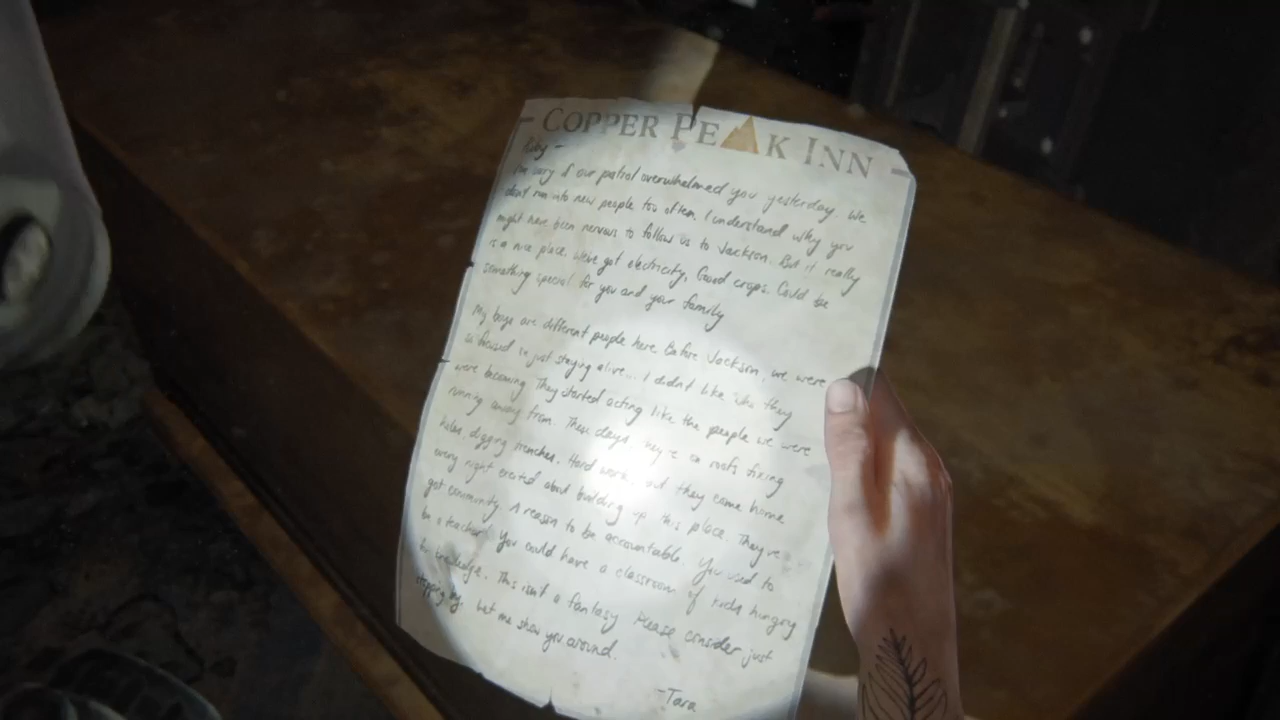 COPPER PEAK INN
Ruby -
I'm sorry if our patrol overwhelmed you yesterday. We
don't run into new people too often. I understand why you
might have been nervous to follow us to Jackson. But it really
is a nice place. We've got electricity, Good crops. Could be
something special for you and your family
My boys are different people here. Before Jackson, we were
so focused on just staying alive... I didn't like who they
were becoming. They started acting like the people we were
running away from. These days they're on roofs fixing
holes, digging trenches. Hard work, but they come home
every night excited about building up this place. They've
got community. A reason to be accountable. You used to
be a teacher! You could have a classroom of kids hungry
for knowledge. This isn't a fantasy. Please consider just
stopping by. Let me show you around.
-Tara